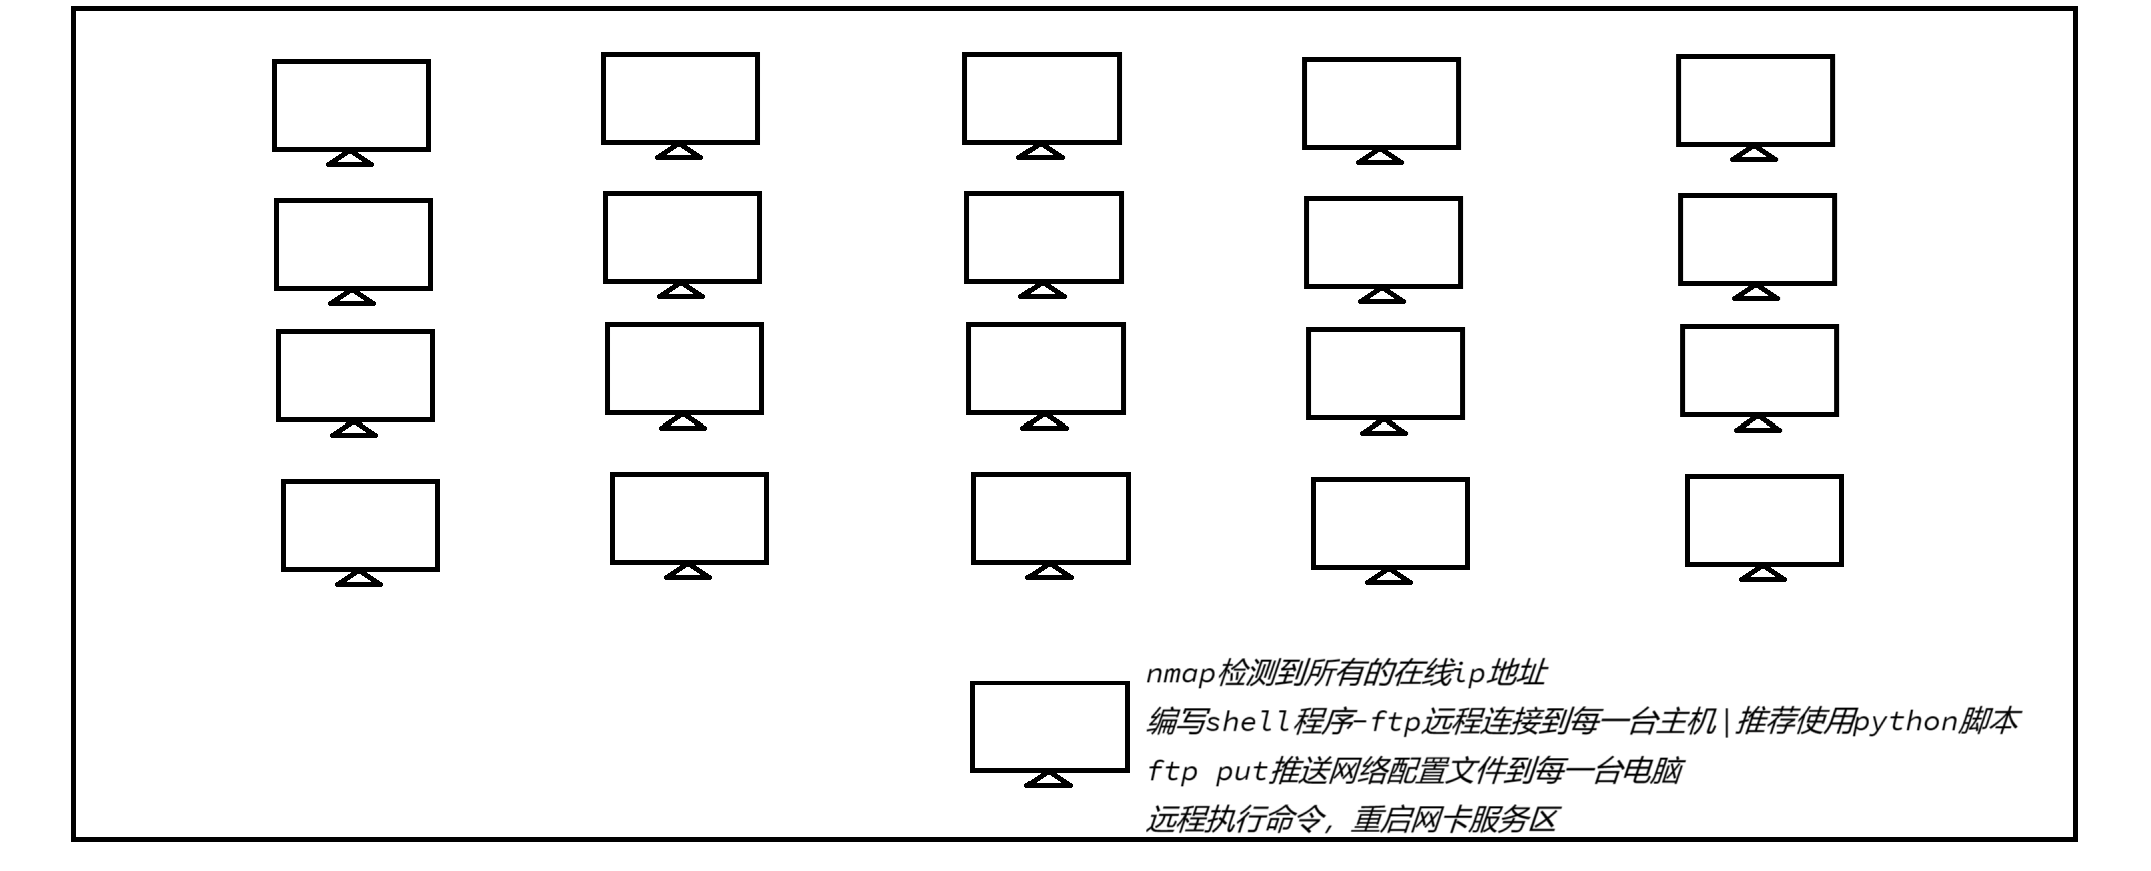 nmap检测到所有的在线ip地址
编写shell程序-ftp远程连接到每一台主机|推荐使用python脚本
ftp put推送网络配置文件到每一台电脑
远程执行命令，重启网卡服务区